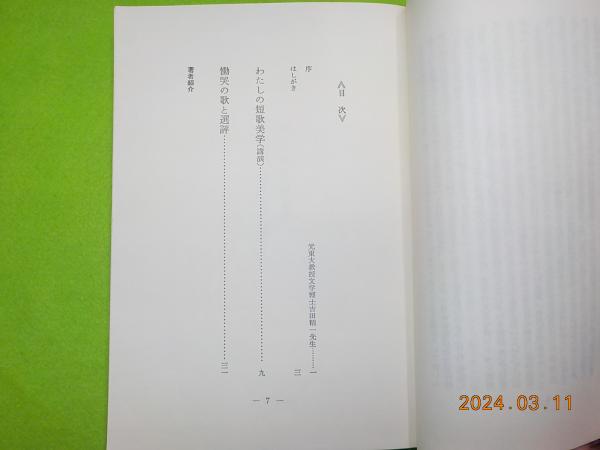 ≪目次≫
序 元東大教授文学博士吉田精一先生……一
はしがき 三
わたしの短歌美学(講演)……九
慟哭の歌と選評……三一
著者紹介
— 7 —
2024.03.11